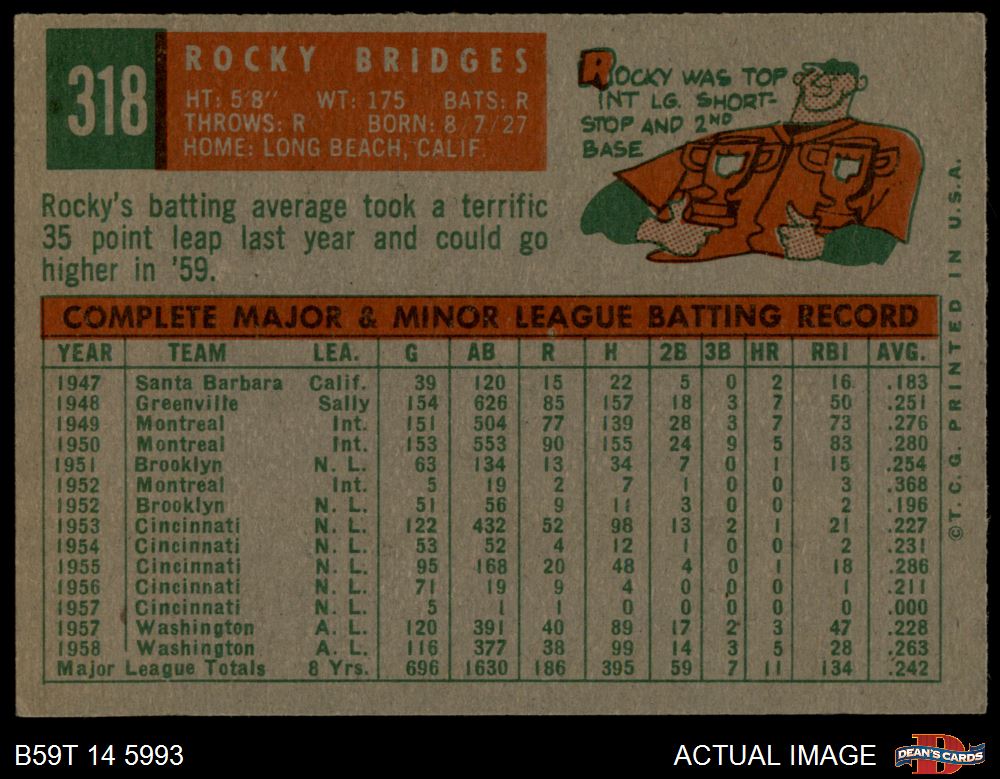 318
ROCKY BRIDGES
HT: 5'8" WT: 175 BATS: R
THROWS: R BORN: 8/7/27
HOME: LONG BEACH, CALIF.
ROCKY WAS TOP
INT LG. SHORT-
STOP AND 2ND
BASE
Rocky's batting average took a terrific
35 point leap last year and could go
higher in '59.
COMPLETE MAJOR & MINOR LEAGUE BATTING RECORD
YEAR TEAM LEA. G AB R H 2B 3B HR RBI AVG.
1947 Santa Barbara Calif. 39 120 15 22 5 0 2 16 .183
1948 Greenville Sally 154 626 85 157 18 3 7 50 .251
1949 Montreal Int. 151 504 77 139 28 3 7 73 .276
1950 Montreal Int. 153 553 90 155 24 9 5 83 .280
1951 Brooklyn N. L. 63 134 13 34 7 0 1 15 .254
1952 Montreal Int. 5 19 2 7 1 0 0 3 .368
1952 Brooklyn N. L. 51 56 9 11 3 0 0 2 .196
1953 Cincinnati N. L. 122 432 52 98 13 2 1 21 .227
1954 Cincinnati N. L. 53 52 4 12 1 0 0 2 .231
1955 Cincinnati N. L. 95 168 20 48 4 0 1 18 .286
1956 Cincinnati N. L. 71 19 9 4 0 0 0 1 .211
1957 Cincinnati N. L. 5 1 1 0 0 0 0 0 .000
1957 Washington A. L. 120 391 40 89 17 2 3 47 .228
1958 Washington A. L. 116 377 38 99 14 3 5 28 .263
Major League Totals 8 Yrs. 696 1630 186 395 59 7 11 134 .242
©T. C. G. PRINTED IN U.S.A.
B59T 14 5993
ACTUAL IMAGE
DEAN'S CARDS